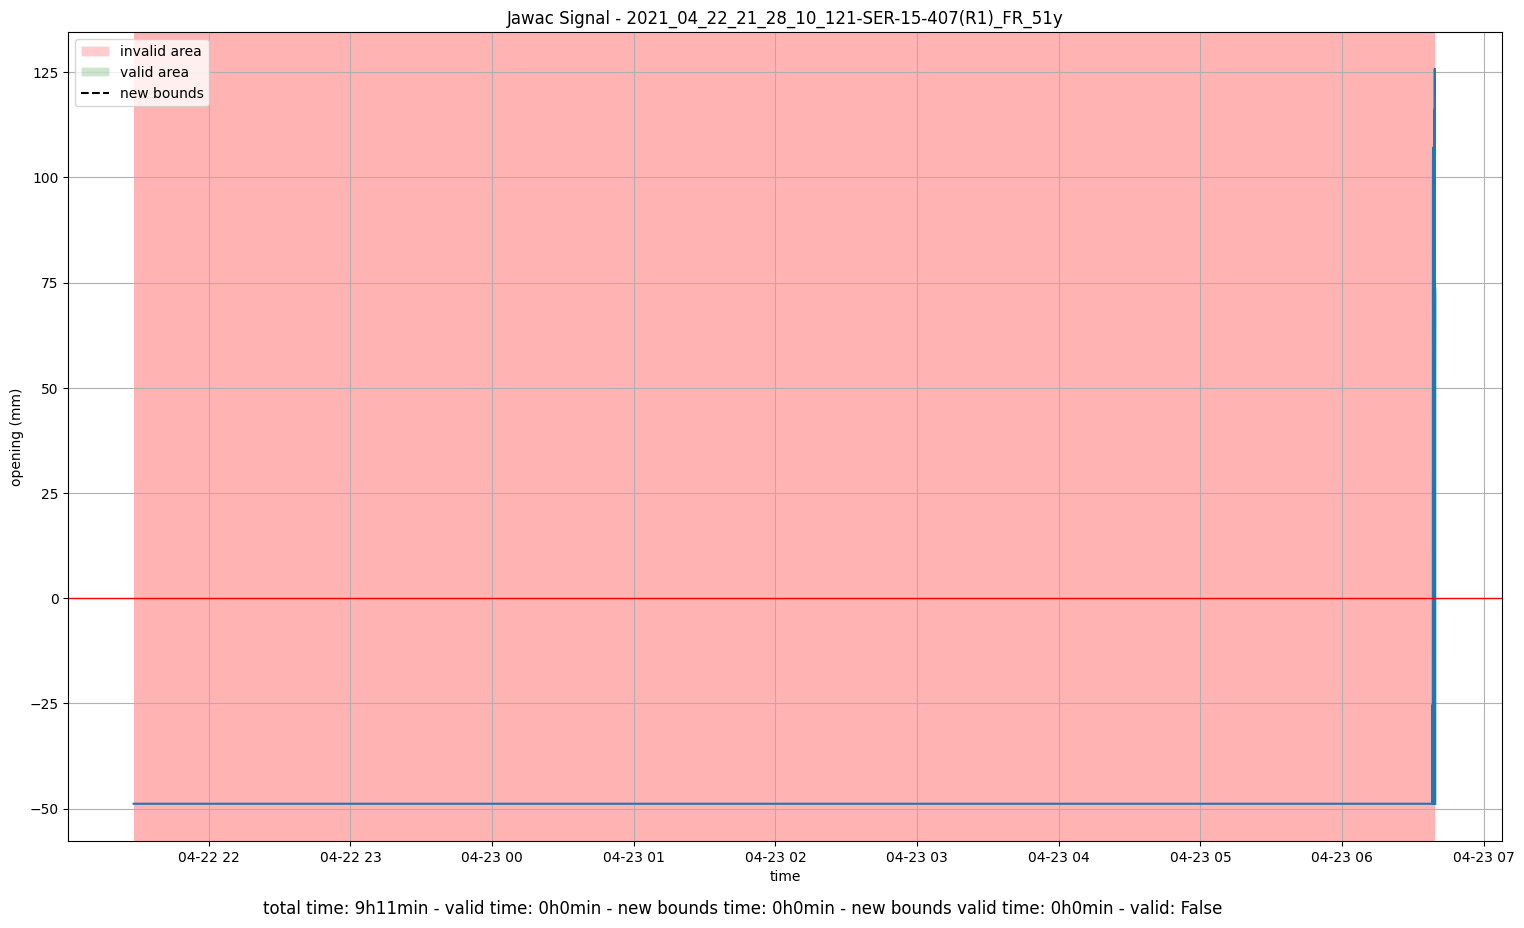 Jawac Signal - 2021_04_22_21_28_10_121-SER-15-407(R1)_FR_51y
invalid area
valid area
new bounds
125
100
75
50
25
0
−25
−50
opening (mm)
04-22 22 04-22 23 04-23 00 04-23 01 04-23 02 04-23 03 04-23 04 04-23 05 04-23 06 04-23 07
time
total time: 9h11min - valid time: 0h0min - new bounds time: 0h0min - new bounds valid time: 0h0min - valid: False